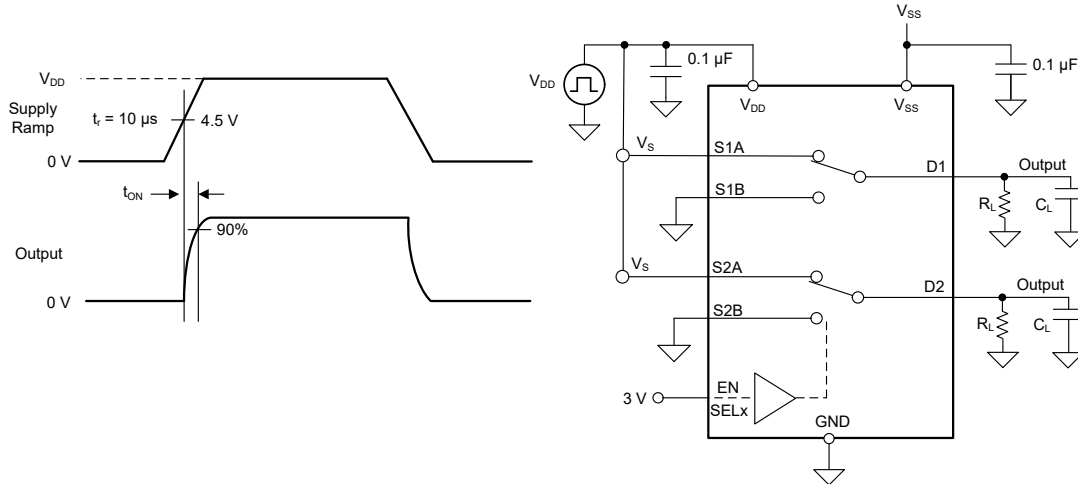 V_DD
Supply
Ramp
t_r = 10 µs
4.5 V
0 V
t_ON
90%
Output
0 V
V_SS
0.1 µF
0.1 µF
V_DD
V_DD
V_SS
V_S
S1A
D1
Output
S1B
R_L
C_L
V_S
S2A
D2
Output
S2B
R_L
C_L
3 V
EN
SELx
GND